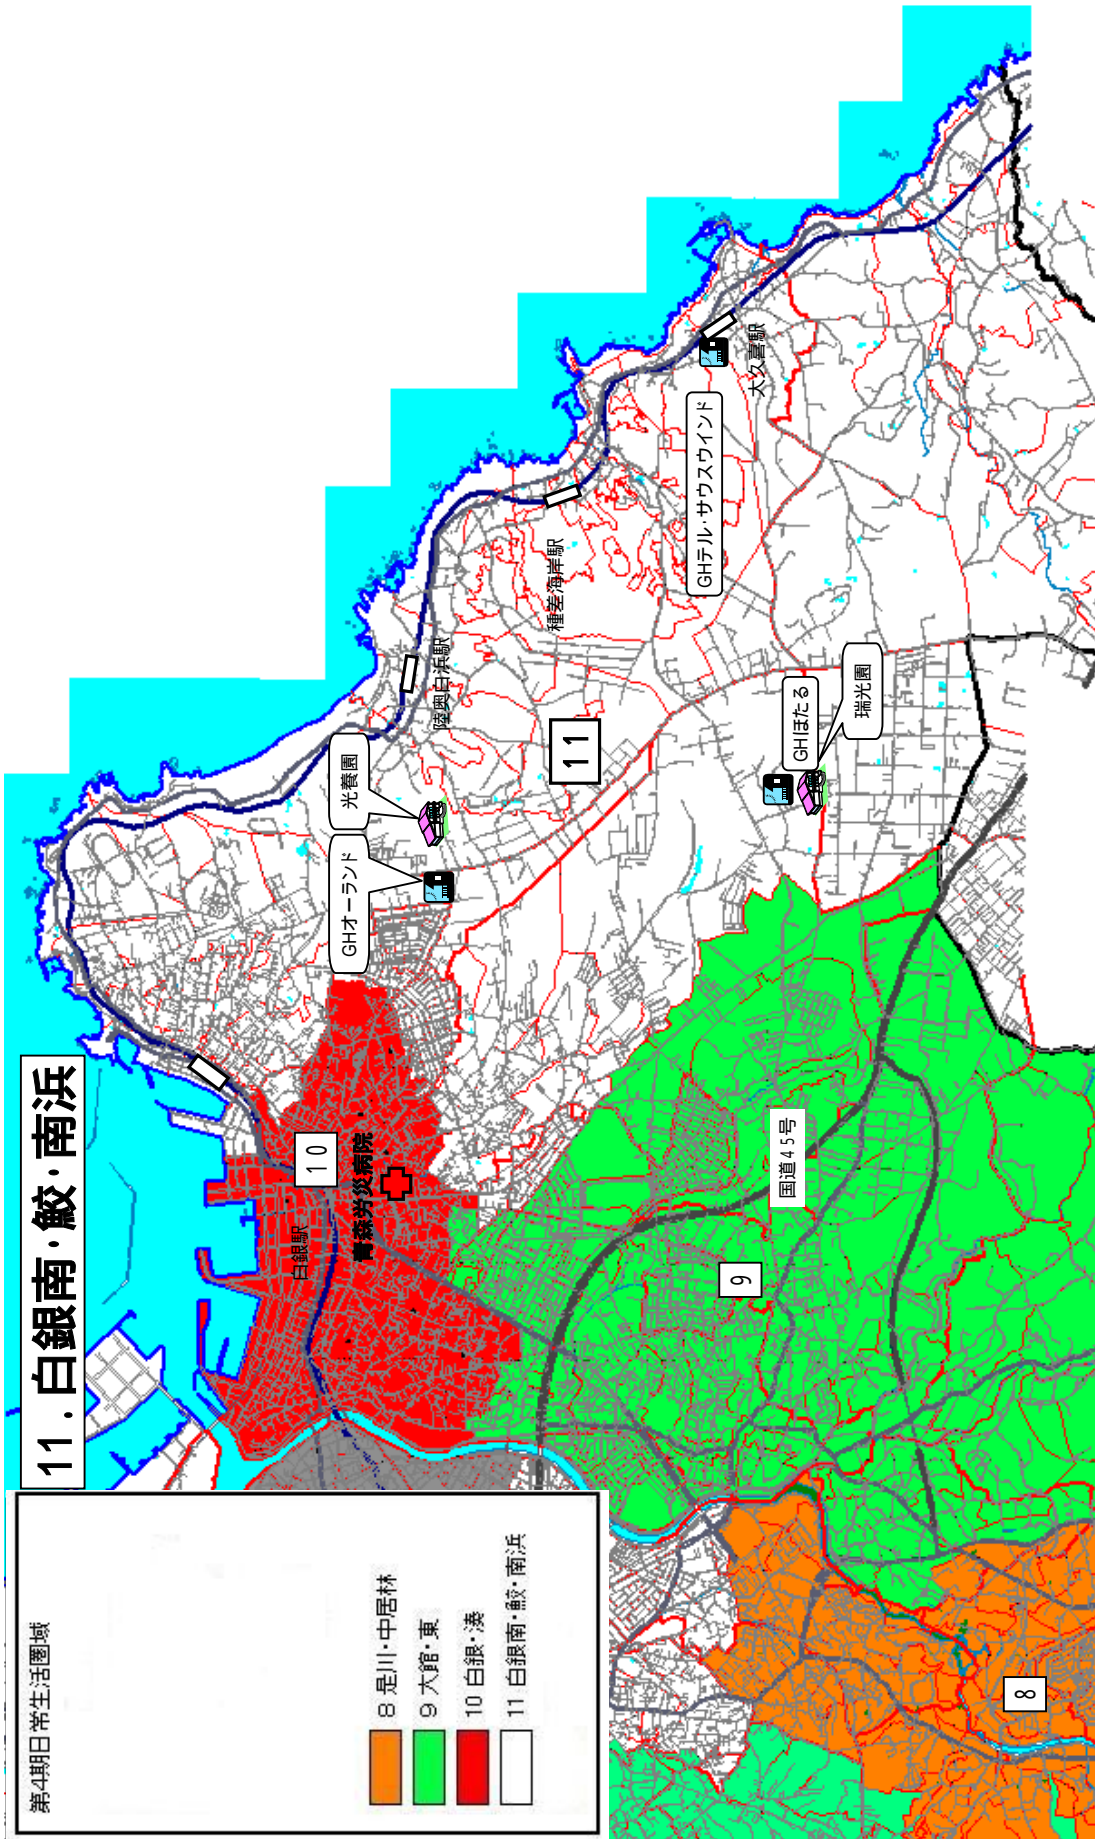 11．白銀南・鮫・南浜
第4期日常生活圏域
8 是川・中居林
9 大館・東
10 白銀・湊
11 白銀南・鮫・南浜
10
白銀駅
青森労災病院
GHオーランド
光養園
陸奥白浜駅
種差海岸駅
11
GHテル・サウスウインド
大久喜駅
GHほたる
瑞光園
国道45号
9
8